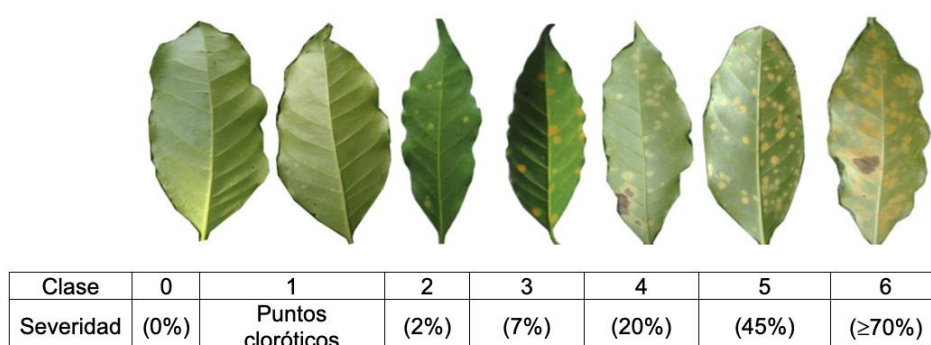 Clase 0 1 2 3 4 5 6
Severidad (0%) Puntos cloróticos (2%) (7%) (20%) (45%) (≥70%)